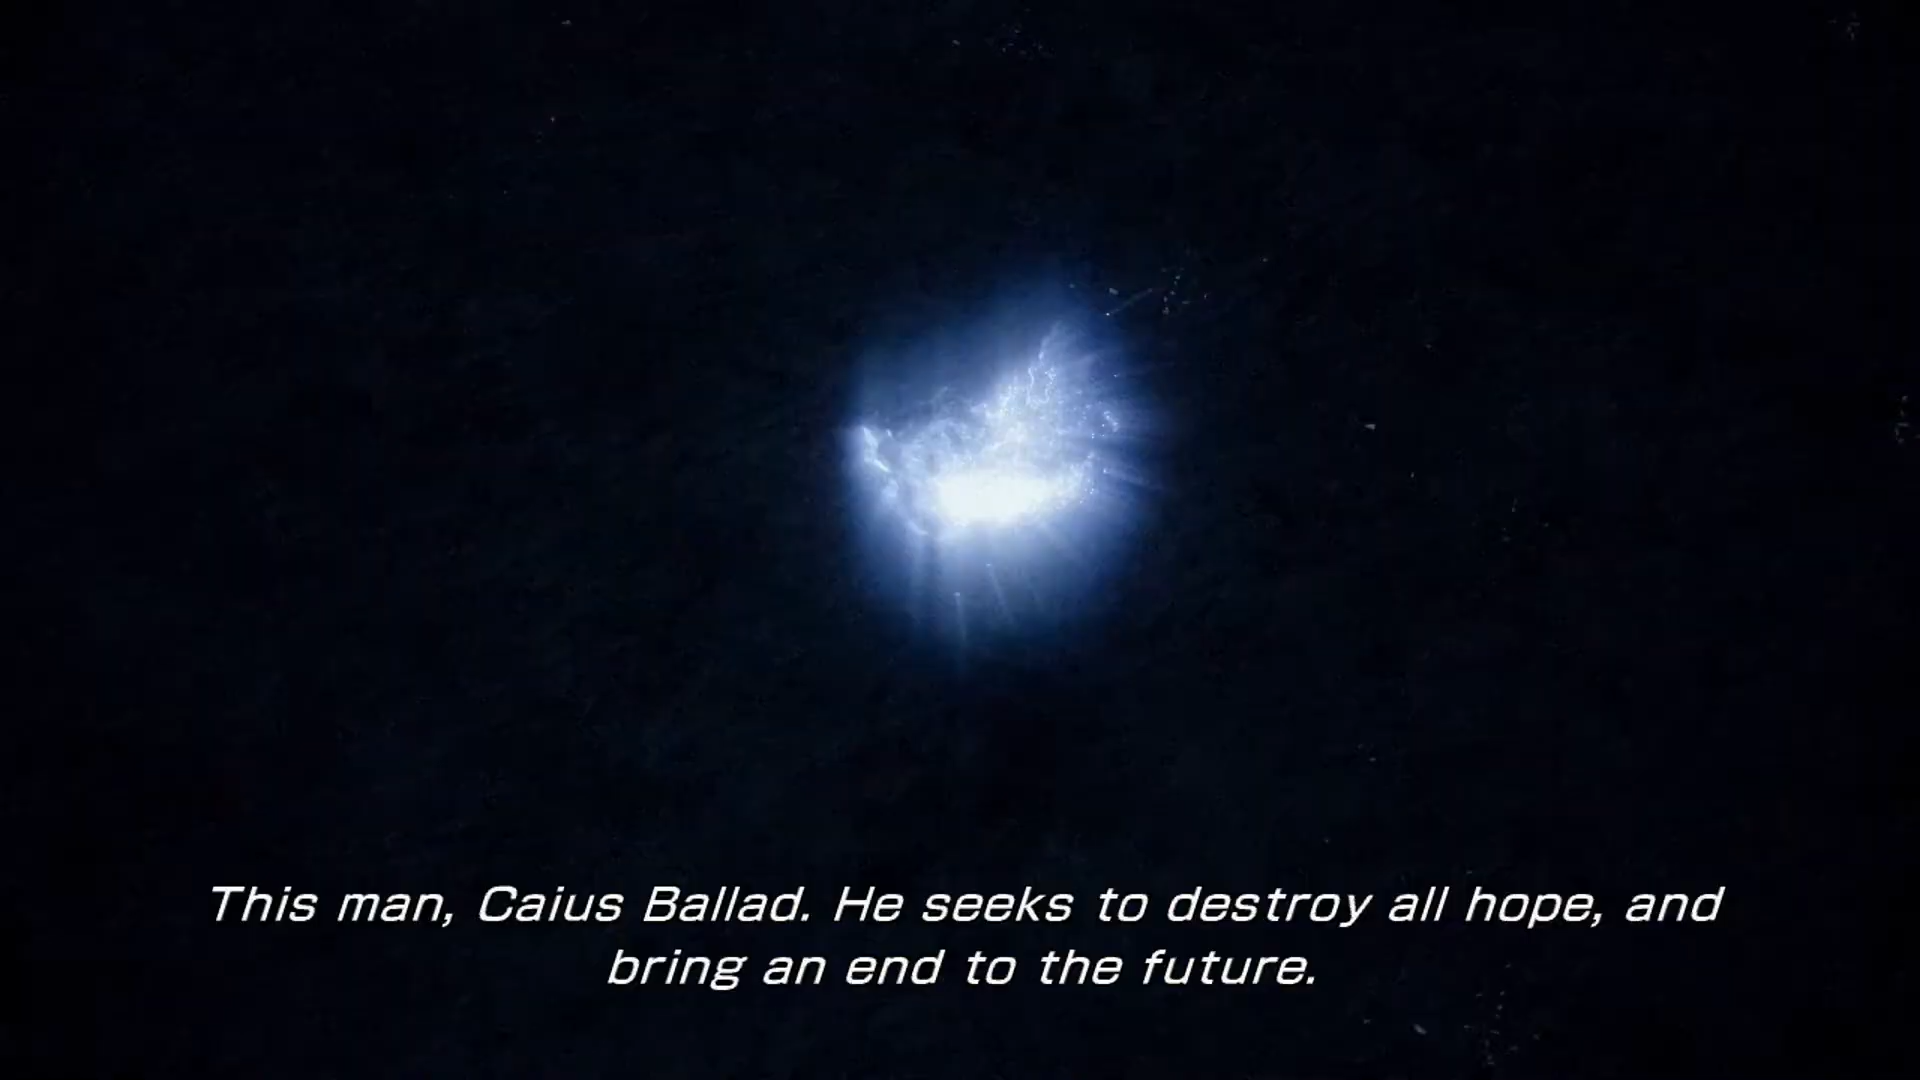 This man, Caius Ballad. He seeks to destroy all hope, and
bring an end to the future.